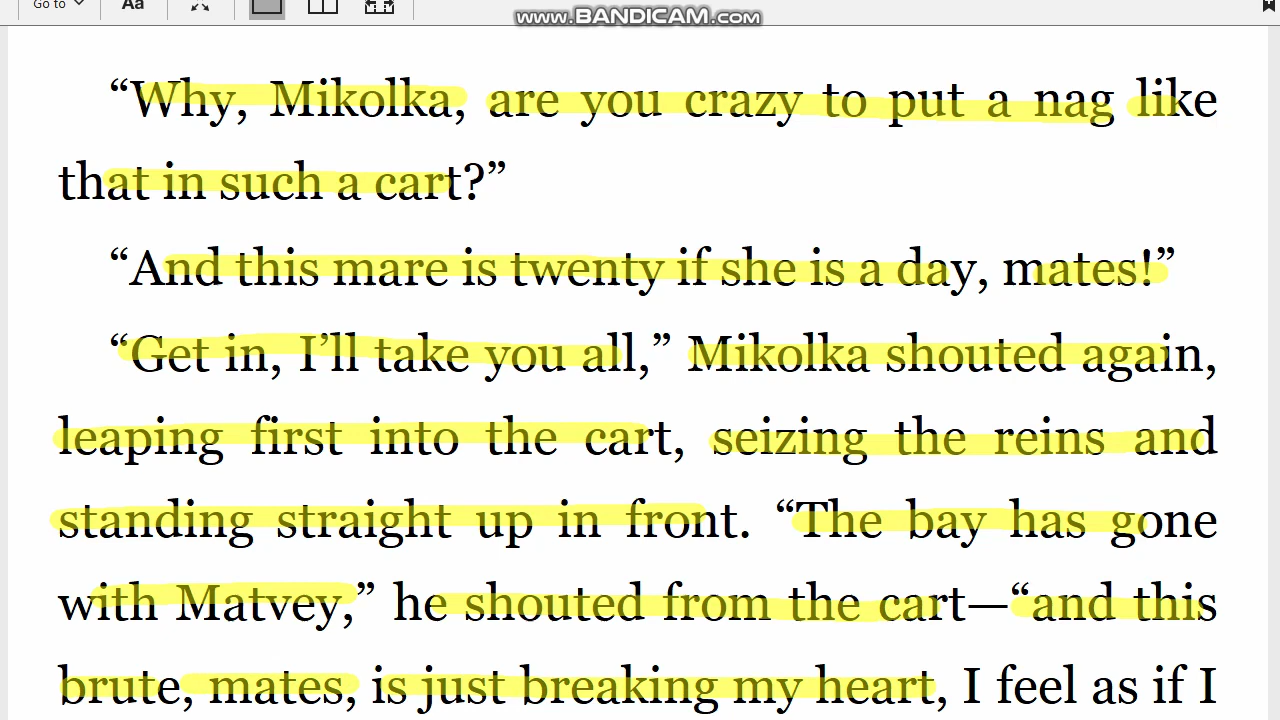 Go to
Aa
www.BANDICAM.com
“Why, Mikolka, are you crazy to put a nag like
that in such a cart?”
“And this mare is twenty if she is a day, mates!”
“Get in, I’ll take you all,” Mikolka shouted again,
leaping first into the cart, seizing the reins and
standing straight up in front. “The bay has gone
with Matvey,” he shouted from the cart—“and this
brute, mates, is just breaking my heart, I feel as if I